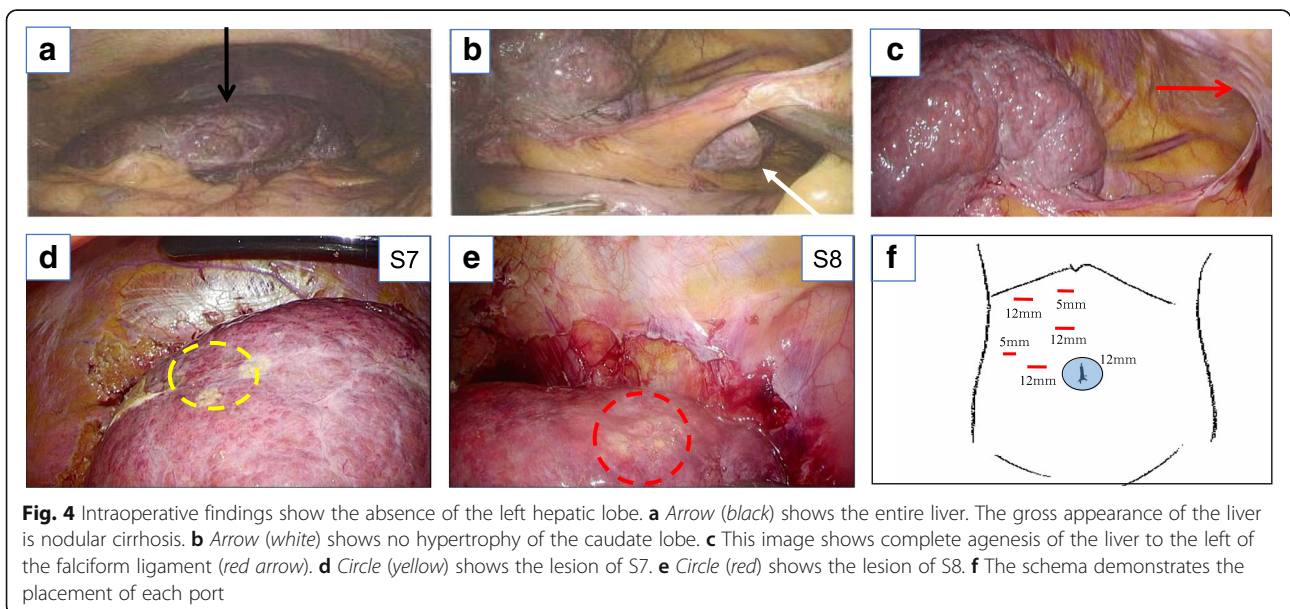 a
b
c
d
S7
e
S8
f
12mm
5mm
12mm
5mm
12mm
12mm
Fig. 4 Intraoperative findings show the absence of the left hepatic lobe. a Arrow (black) shows the entire liver. The gross appearance of the liver
is nodular cirrhosis. b Arrow (white) shows no hypertrophy of the caudate lobe. c This image shows complete agenesis of the liver to the left of
the falciform ligament (red arrow). d Circle (yellow) shows the lesion of S7. e Circle (red) shows the lesion of S8. f The schema demonstrates the
placement of each port